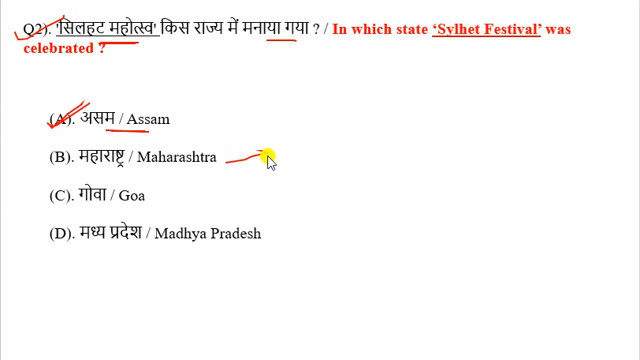 Q2). 'सिलहट महोत्स्व' किस राज्य में मनाया गया ? / In which state ‘Sylhet Festival’ was
celebrated ?
(A). असम / Assam
(B). महाराष्ट्र / Maharashtra
(C). गोवा / Goa
(D). मध्य प्रदेश / Madhya Pradesh